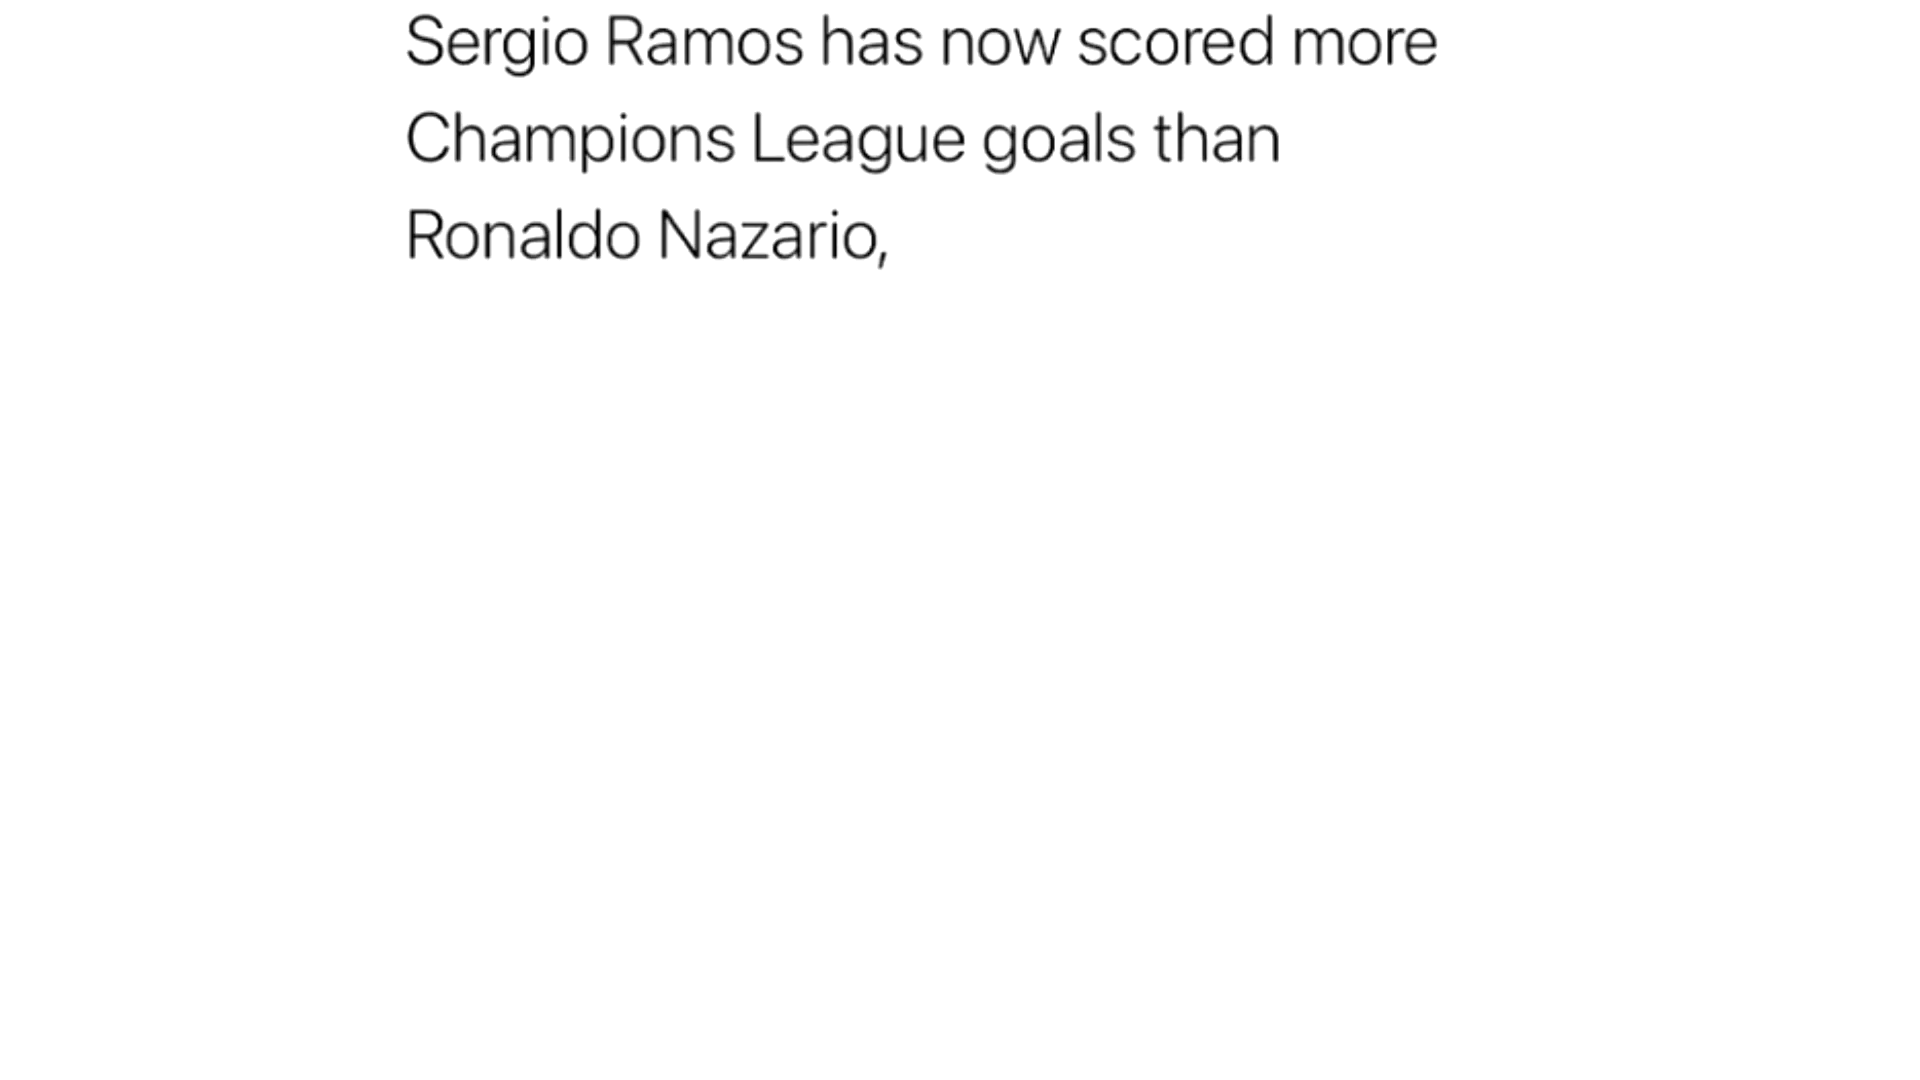 Sergio Ramos has now scored more
Champions League goals than
Ronaldo Nazario,